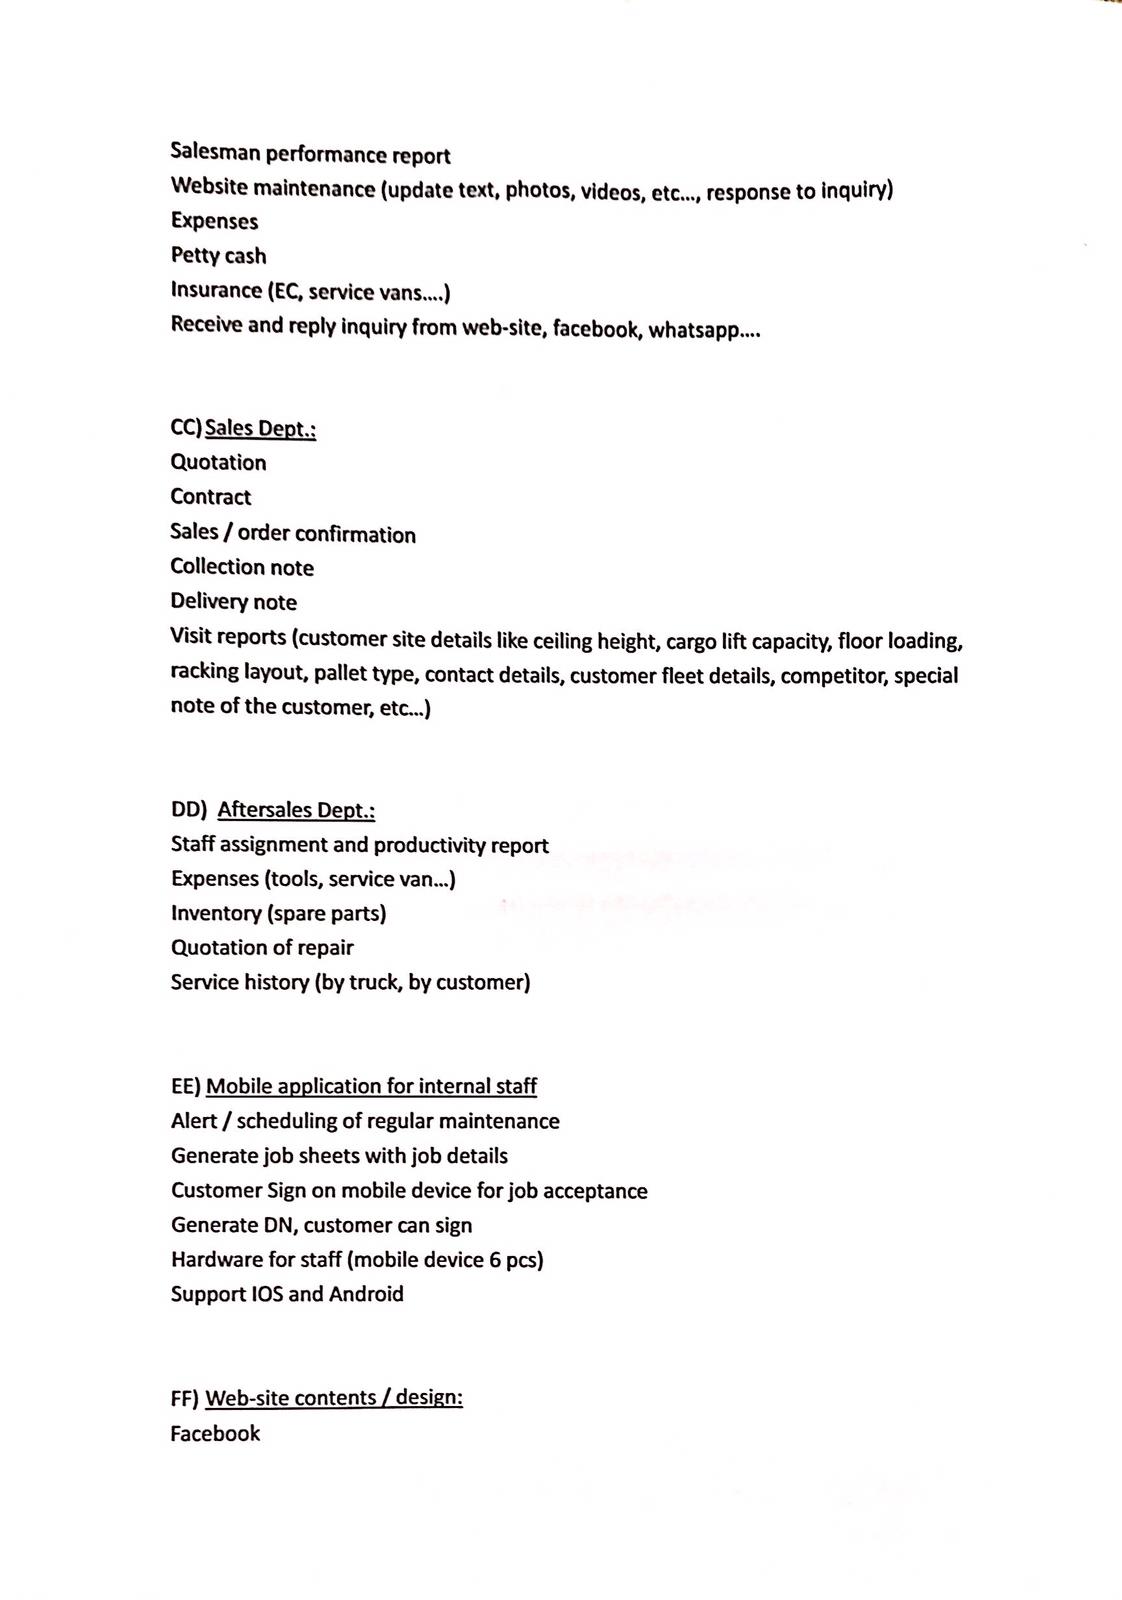 Salesman performance report
Website maintenance (update text, photos, videos, etc..., response to inquiry)
Expenses
Petty cash
Insurance (EC, service vans....)
Receive and reply inquiry from web-site, facebook, whatsapp....
CC) Sales Dept.:
Quotation
Contract
Sales / order confirmation
Collection note
Delivery note
Visit reports (customer site details like ceiling height, cargo lift capacity, floor loading,
racking layout, pallet type, contact details, customer fleet details, competitor, special
note of the customer, etc...)
DD) Aftersales Dept.:
Staff assignment and productivity report
Expenses (tools, service van...)
Inventory (spare parts)
Quotation of repair
Service history (by truck, by customer)
EE) Mobile application for internal staff
Alert / scheduling of regular maintenance
Generate job sheets with job details
Customer Sign on mobile device for job acceptance
Generate DN, customer can sign
Hardware for staff (mobile device 6 pcs)
Support IOS and Android
FF) Web-site contents / design:
Facebook